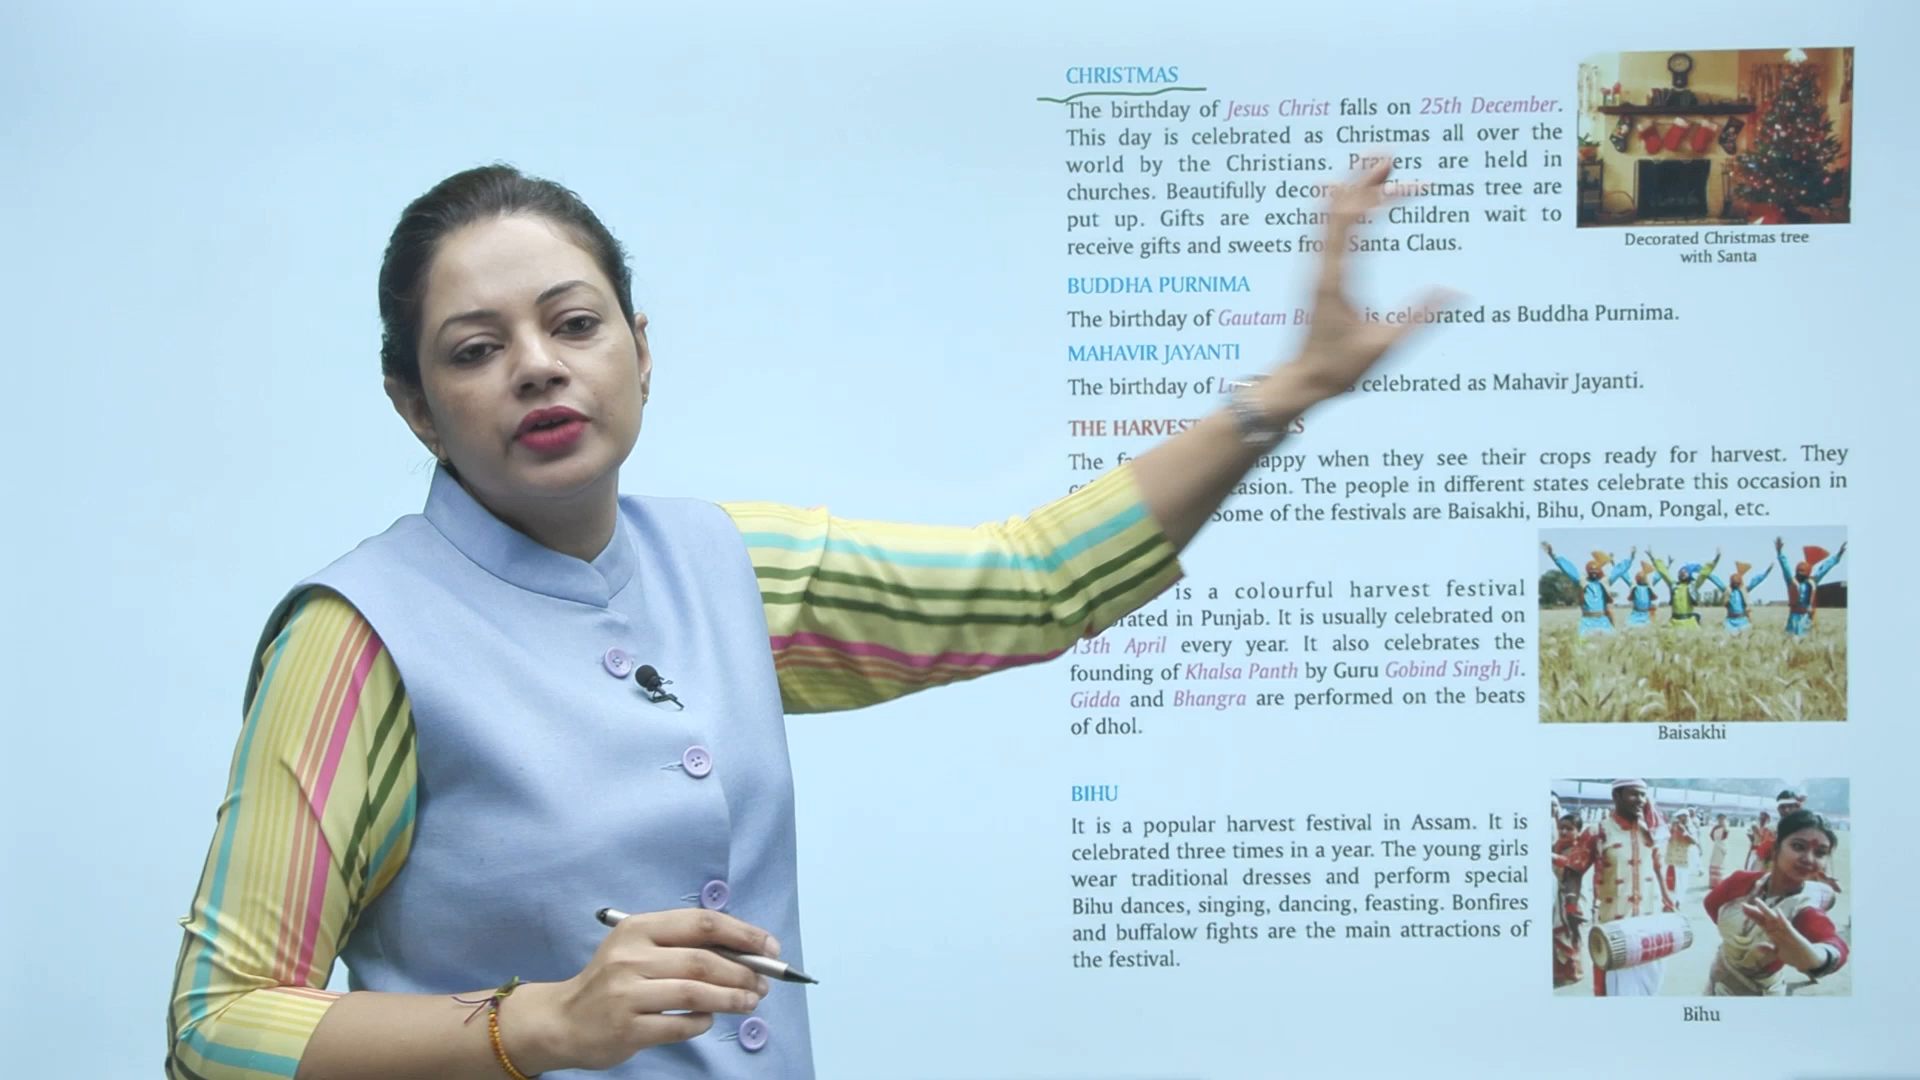 CHRISTMAS
The birthday of Jesus Christ falls on 25th December.
This day is celebrated as Christmas all over the
world by the Christians. Prayers are held in
churches. Beautifully Christmas tree are
put up. Gifts are Children wait to
receive gifts and sweets Santa Claus.
Decorated Christmas tree
with Santa
BUDDHA PURNIMA
The birthday of Gautam is celebrated as Buddha Purnima.
MAHAVIR JAYANTI
The birthday of celebrated as Mahavir Jayanti.
THE HARVEST
The happy when they see their crops ready for harvest. They
The people in different states celebrate this occasion in
Some of the festivals are Baisakhi, Bihu, Onam, Pongal, etc.
is a colourful harvest festival
in Punjab. It is usually celebrated on
13th April every year. It also celebrates the
founding of Khalsa Panth by Guru Gobind Singh Ji.
Gidda and Bhangra are performed on the beats
of dhol.
Baisakhi
BIHU
It is a popular harvest festival in Assam. It is
celebrated three times in a year. The young girls
wear traditional dresses and perform special
Bihu dances, singing, dancing, feasting. Bonfires
and buffalow fights are the main attractions of
the festival.
Bihu